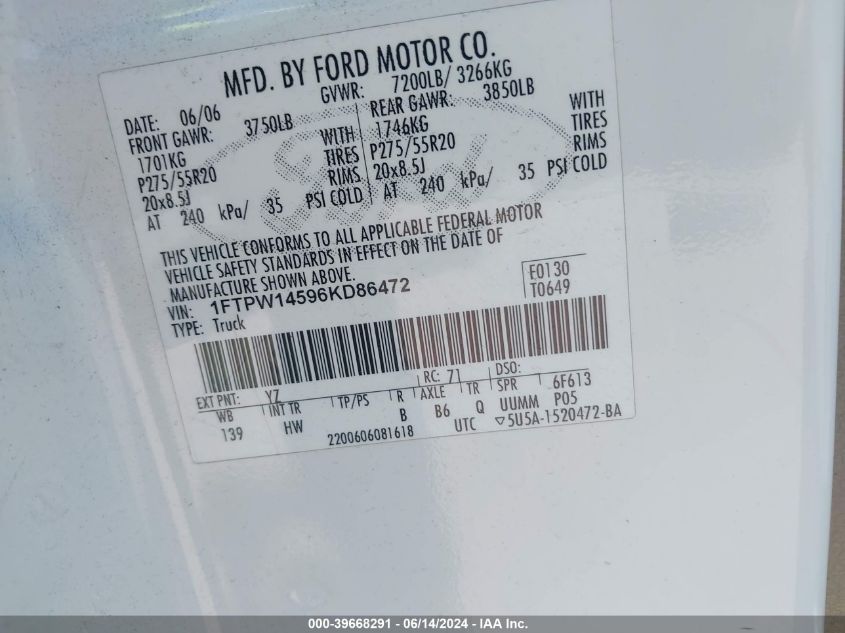 MFD. BY FORD MOTOR CO.
DATE: 06/06 GVWR: 7200LB/ 3266KG
FRONT GAWR: 3750LB REAR GAWR: 3850LB
1701KG WITH 1746KG WITH
P275/55R20 TIRES P275/55R20 TIRES
20x8.5J RIMS 20x8.5J RIMS
AT 240 kPa/ 35 PSI COLD AT 240 kPa/ 35 PSI COLD
THIS VEHICLE CONFORMS TO ALL APPLICABLE FEDERAL MOTOR
VEHICLE SAFETY STANDARDS IN EFFECT ON THE DATE OF
MANUFACTURE SHOWN ABOVE.
VIN: 1FTPW14596KD86472 F0130
TYPE: Truck T0649
EXT PNT: YZ RC: 71 DSO:
WB INT TR TP/PS R AXLE TR SPR 6F613
139 HW B B6 Q UUMM P05
2200606081618 UTC ▽5U5A-1520472-BA
000-39668291 - 06/14/2024 - IAA Inc.